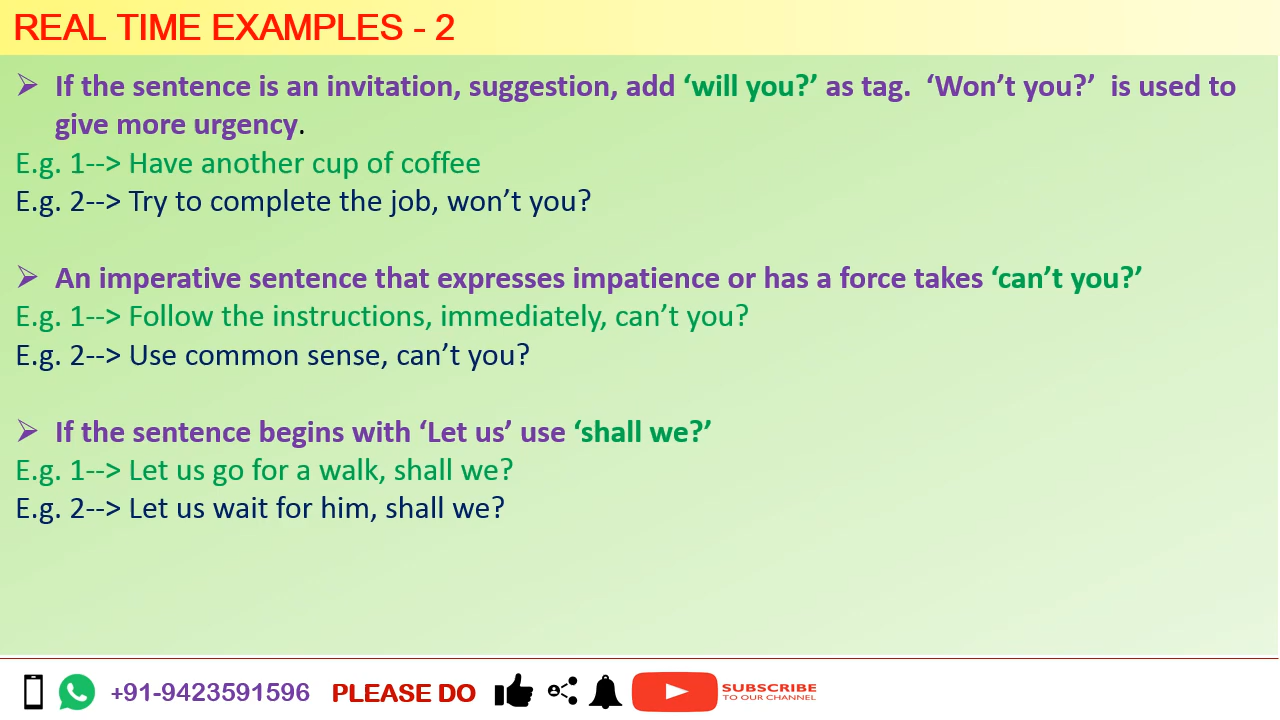 REAL TIME EXAMPLES - 2
➢ If the sentence is an invitation, suggestion, add ‘will you?’ as tag.  ‘Won’t you?’  is used to
give more urgency.
E.g. 1--> Have another cup of coffee
E.g. 2--> Try to complete the job, won’t you?
➢ An imperative sentence that expresses impatience or has a force takes ‘can’t you?’
E.g. 1--> Follow the instructions, immediately, can’t you?
E.g. 2--> Use common sense, can’t you?
➢ If the sentence begins with ‘Let us’ use ‘shall we?’
E.g. 1--> Let us go for a walk, shall we?
E.g. 2--> Let us wait for him, shall we?
+91-9423591596 PLEASE DO SUBSCRIBE
TO OUR CHANNEL